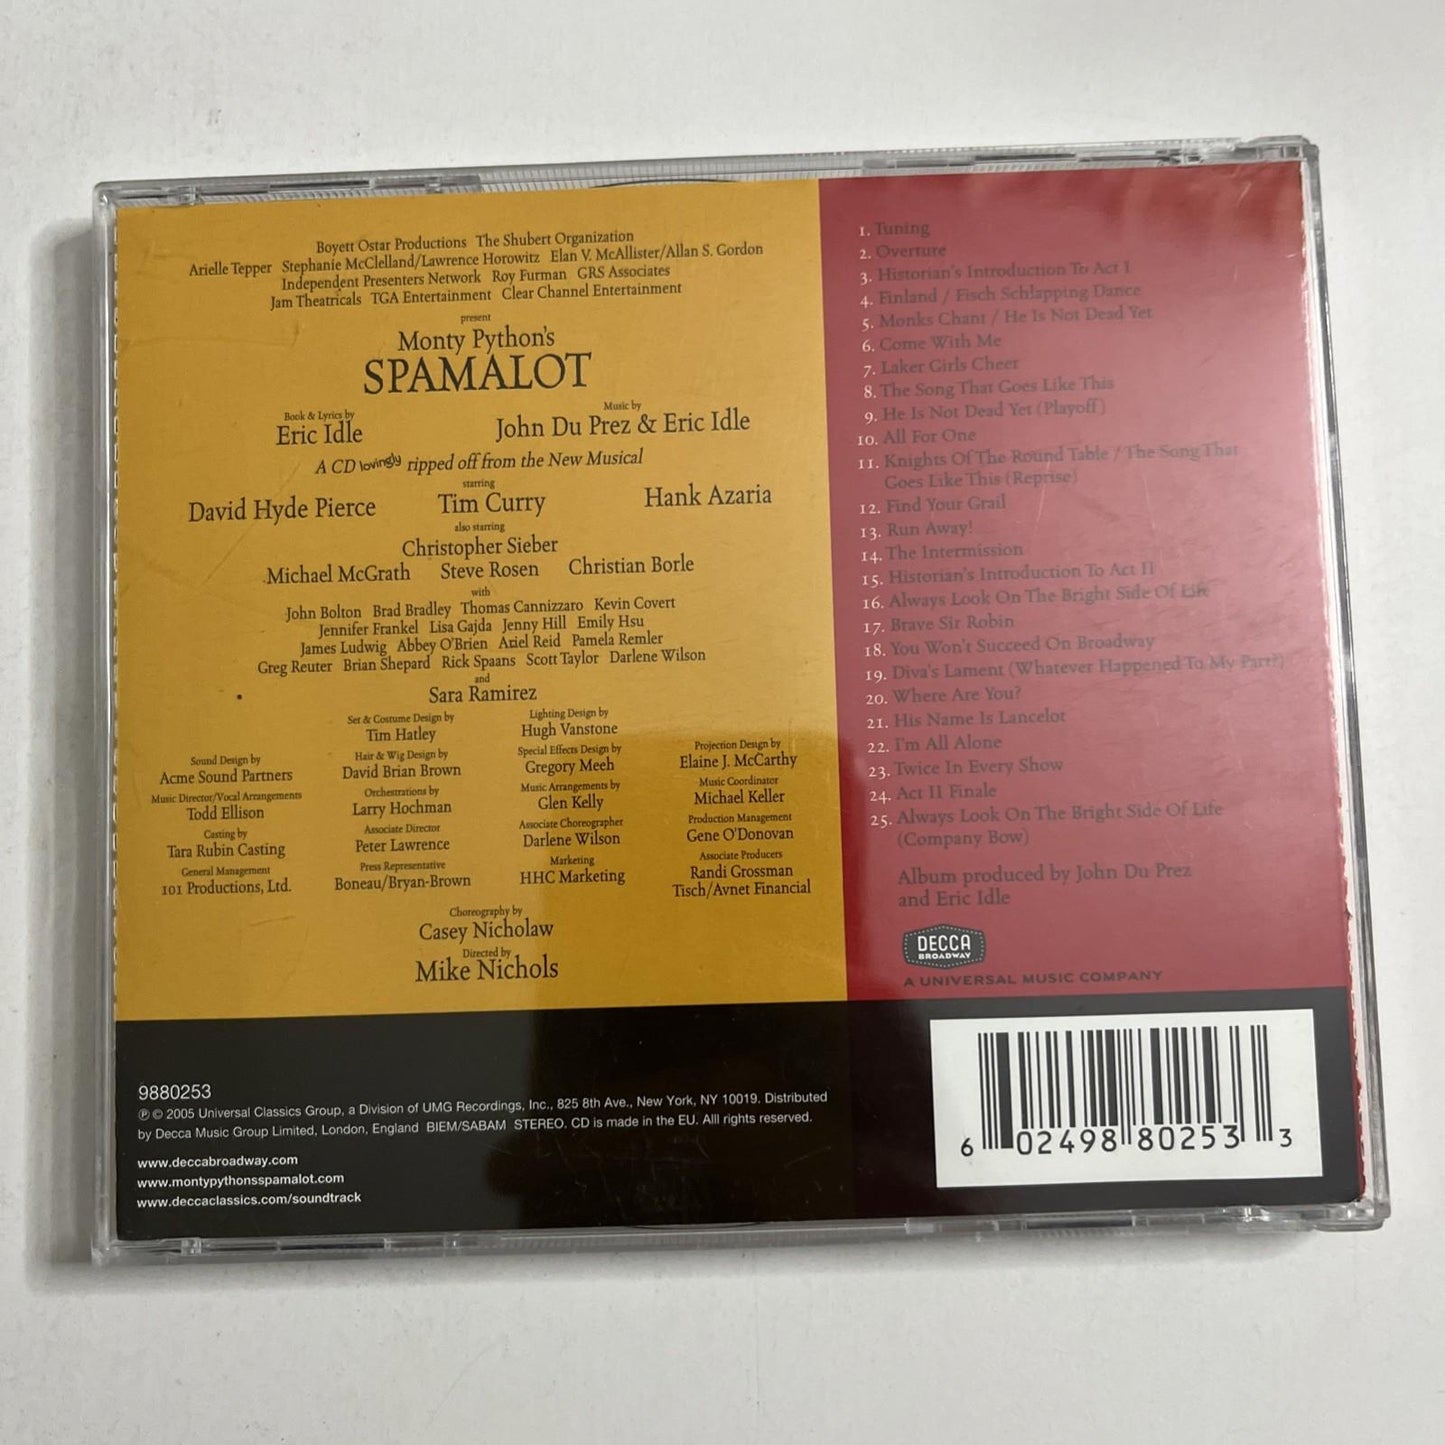 Boyett Ostar Productions The Shubert Organization
Arielle Tepper Stephanie McClelland/Lawrence Horowitz Elan V. McAllister/Allan S. Gordon
Independent Presenters Network Roy Furman GRS Associates
Jam Theatricals TGA Entertainment Clear Channel Entertainment
present
Monty Python's
SPAMALOT
Book & Lyrics by
Eric Idle
Music by
John Du Prez & Eric Idle
A CD lovingly ripped off from the New Musical
starring
David Hyde Pierce Tim Curry Hank Azaria
also starring
Christopher Sieber
Michael McGrath Steve Rosen Christian Borle
with
John Bolton Brad Bradley Thomas Cannizzaro Kevin Covert
Jennifer Frankel Lisa Gajda Jenny Hill Emily Hsu
James Ludwig Abbey O'Brien Ariel Reid Pamela Remler
Greg Reuter Brian Shepard Rick Spaans Scott Taylor Darlene Wilson
and
Sara Ramirez
Set & Costume Design by
Tim Hatley
Lighting Design by
Hugh Vanstone
Sound Design by
Acme Sound Partners
Hair & Wig Design by
David Brian Brown
Special Effects Design by
Gregory Meeh
Projection Design by
Elaine J. McCarthy
Music Director/Vocal Arrangements
Todd Ellison
Orchestrations by
Larry Hochman
Music Arrangements by
Glen Kelly
Music Coordinator
Michael Keller
Casting by
Tara Rubin Casting
Associate Director
Peter Lawrence
Associate Choreographer
Darlene Wilson
Production Management
Gene O'Donovan
General Management
101 Productions, Ltd.
Press Representative
Boneau/Bryan-Brown
Marketing
HHC Marketing
Associate Producers
Randi Grossman
Tisch/Avnet Financial
Choreography by
Casey Nicholaw
Directed by
Mike Nichols
1. Tuning
2. Overture
3. Historian's Introduction To Act I
4. Finland / Fisch Schlapping Dance
5. Monks Chant / He Is Not Dead Yet
6. Come With Me
7. Laker Girls Cheer
8. The Song That Goes Like This
9. He Is Not Dead Yet (Playoff)
10. All For One
11. Knights Of The Round Table / The Song That
Goes Like This (Reprise)
12. Find Your Grail
13. Run Away!
14. The Intermission
15. Historian's Introduction To Act II
16. Always Look On The Bright Side Of Life
17. Brave Sir Robin
18. You Won't Succeed On Broadway
19. Diva's Lament (Whatever Happened To My Part?)
20. Where Are You?
21. His Name Is Lancelot
22. I'm All Alone
23. Twice In Every Show
24. Act II Finale
25. Always Look On The Bright Side Of Life
(Company Bow)
Album produced by John Du Prez
and Eric Idle
DECCA
BROADWAY
A UNIVERSAL MUSIC COMPANY
9880253
℗ © 2005 Universal Classics Group, a Division of UMG Recordings, Inc., 825 8th Ave., New York, NY 10019. Distributed
by Decca Music Group Limited, London, England BIEM/SABAM STEREO. CD is made in the EU. Alll rights reserved.
www.deccabroadway.com
www.montypythonsspamalot.com
www.deccaclassics.com/soundtrack
6 02498 80253 3